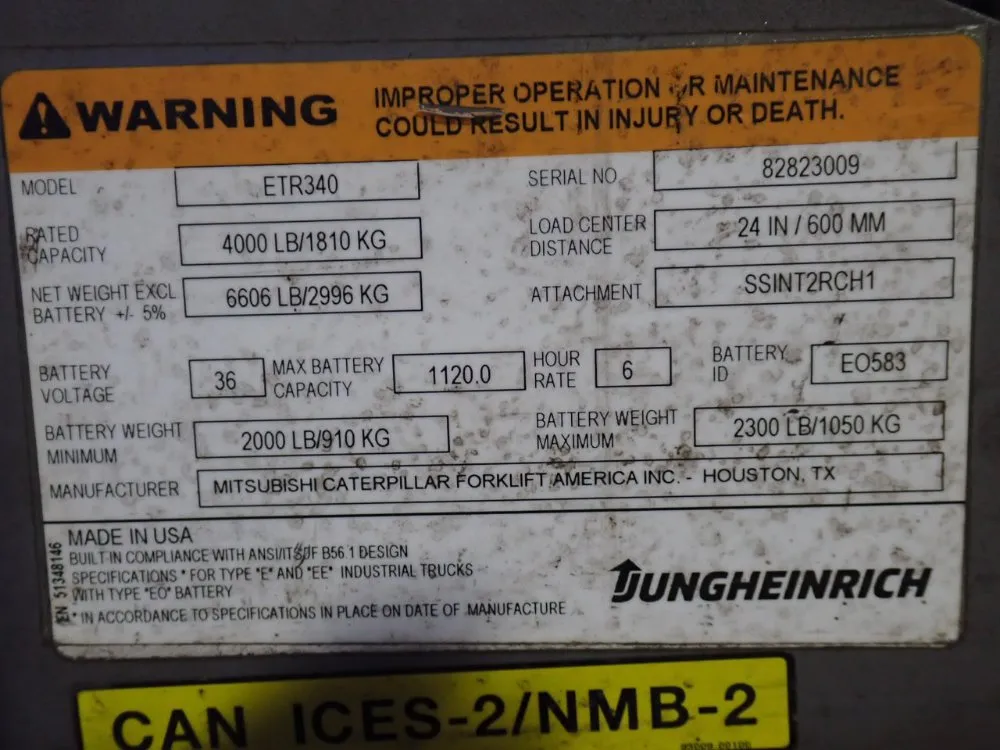 WARNING
IMPROPER OPERATION OR MAINTENANCE
COULD RESULT IN INJURY OR DEATH.
MODEL ETR340
SERIAL NO 82823009
RATED CAPACITY 4000 LB/1810 KG
LOAD CENTER DISTANCE 24 IN / 600 MM
NET WEIGHT EXCL BATTERY +/- 5% 6606 LB/2996 KG
ATTACHMENT SSINT2RCH1
BATTERY VOLTAGE 36
MAX BATTERY CAPACITY 1120.0
HOUR RATE 6
BATTERY ID EO583
BATTERY WEIGHT MINIMUM 2000 LB/910 KG
BATTERY WEIGHT MAXIMUM 2300 LB/1050 KG
MANUFACTURER MITSUBISHI CATERPILLAR FORKLIFT AMERICA INC. - HOUSTON, TX
EN 51348146
MADE IN USA
BUILT IN COMPLIANCE WITH ANSI/ITSDF B56.1 DESIGN
SPECIFICATIONS * FOR TYPE "E" AND "EE" INDUSTRIAL TRUCKS
WITH TYPE "EO" BATTERY
* IN ACCORDANCE TO SPECIFICATIONS IN PLACE ON DATE OF MANUFACTURE
JUNGHEINRICH
CAN ICES-2/NMB-2